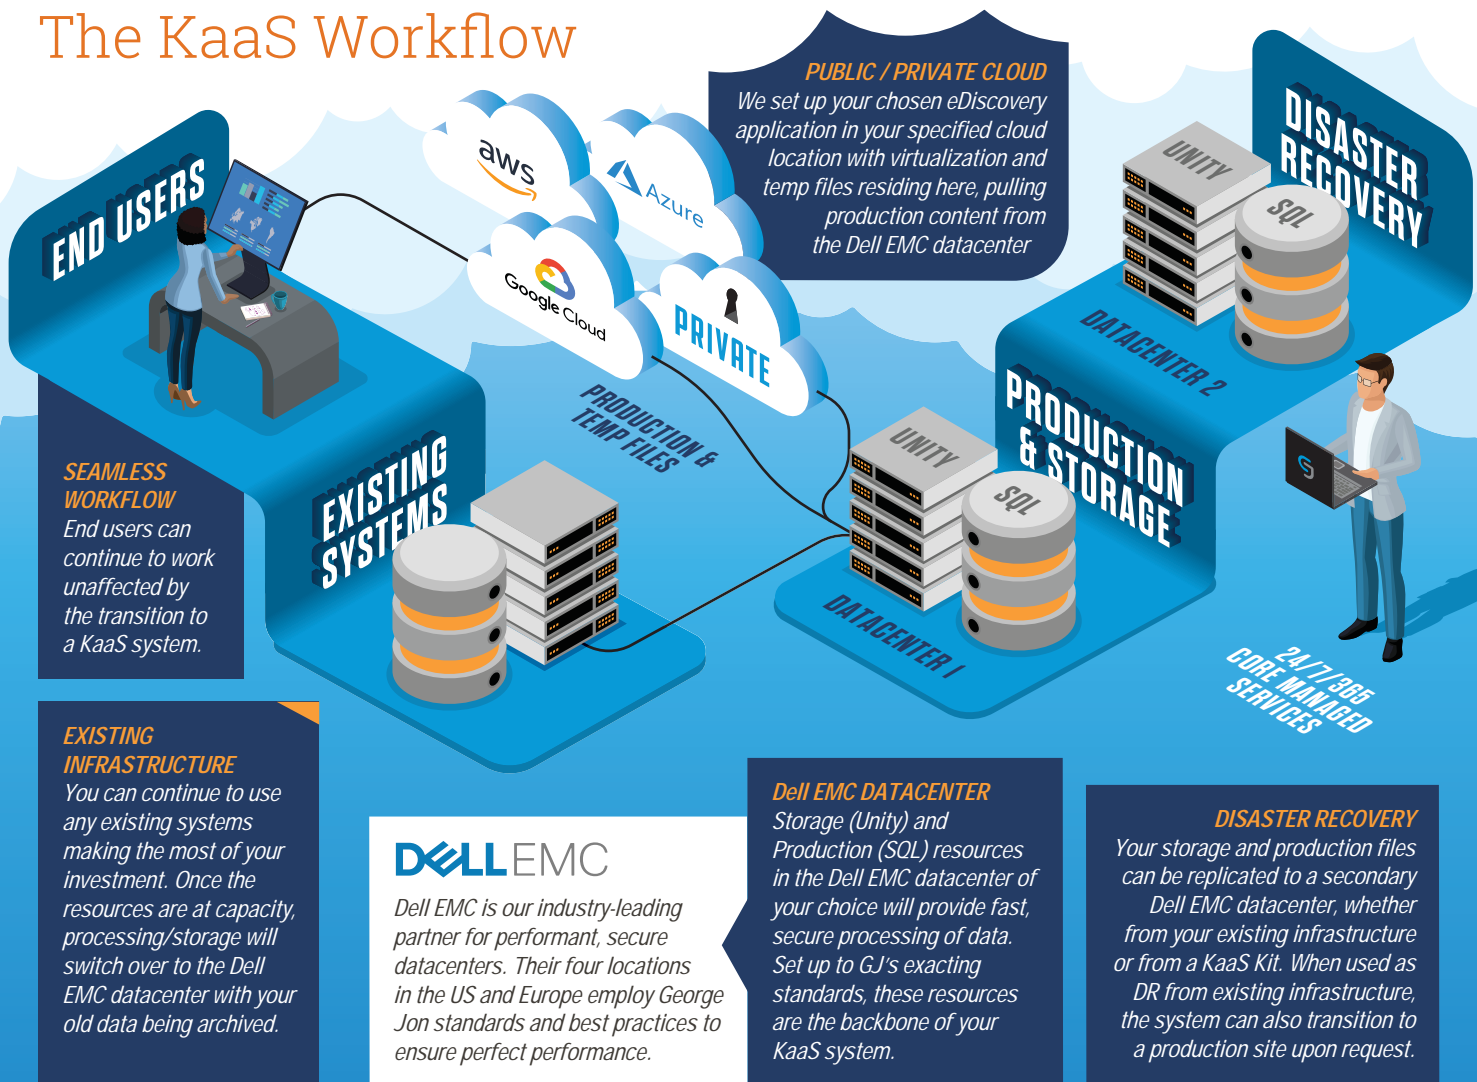 The KaaS Workflow
PUBLIC / PRIVATE CLOUD
We set up your chosen eDiscovery
application in your specified cloud
location with virtualization and
temp files residing here, pulling
production content from
the Dell EMC datacenter
DISASTER
RECOVERY
UNITY
SQL
DATACENTER 2
END USERS
aws
Azure
Google Cloud
PRIVATE
PRODUCTION &
TEMP FILES
PRODUCTION
& STORAGE
UNITY
SQL
DATACENTER 1
EXISTING
SYSTEMS
SEAMLESS
WORKFLOW
End users can
continue to work
unaffected by
the transition to
a KaaS system.
24/7/365
CORE MANAGED
SERVICES
EXISTING
INFRASTRUCTURE
You can continue to use
any existing systems
making the most of your
investment. Once the
resources are at capacity,
processing/storage will
switch over to the Dell
EMC datacenter with your
old data being archived.
DELL EMC
Dell EMC is our industry-leading
partner for performant, secure
datacenters. Their four locations
in the US and Europe employ George
Jon standards and best practices to
ensure perfect performance.
Dell EMC DATACENTER
Storage (Unity) and
Production (SQL) resources
in the Dell EMC datacenter of
your choice will provide fast,
secure processing of data.
Set up to GJ's exacting
standards, these resources
are the backbone of your
KaaS system.
DISASTER RECOVERY
Your storage and production files
can be replicated to a secondary
Dell EMC datacenter, whether
from your existing infrastructure
or from a KaaS Kit. When used as
DR from existing infrastructure,
the system can also transition to
a production site upon request.